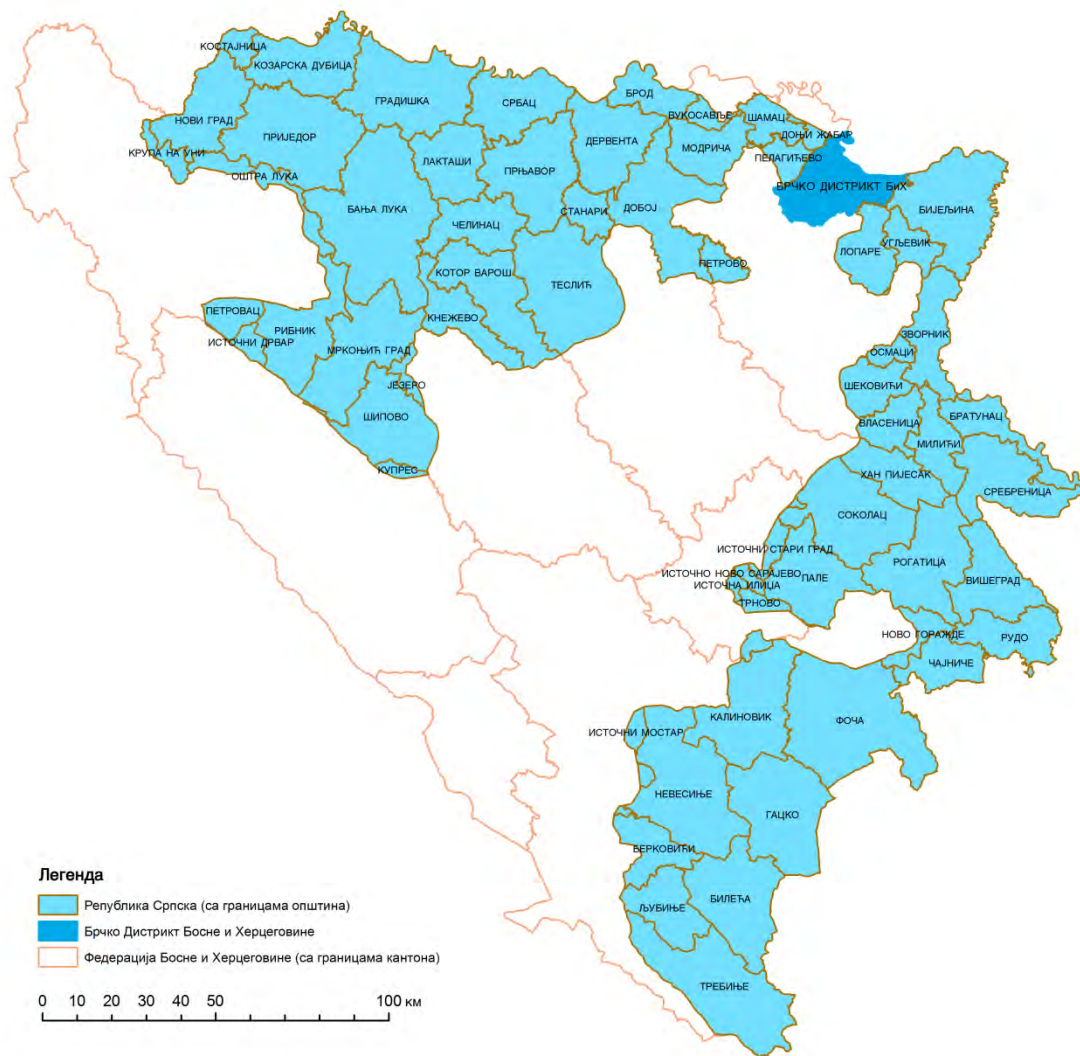 КОСТАЈНИЦА
КОЗАРСКА ДУБИЦА
ГРАДИШКА
СРБАЦ
БРОД
ВУКОСАВЉЕ
ШАМАЦ
ДОЊИ ЖАБАР
НОВИ ГРАД
ПРИЈЕДОР
ДЕРВЕНТА
МОДРИЧА
ПЕЛАГИЋЕВО
КРУПА НА УНИ
ЛАКТАШИ
ПРЊАВОР
ОШТРА ЛУКА
БРЧКО ДИСТРИКТ БиХ
БАЊА ЛУКА
СТАНАРИ
ДОБОЈ
БИЈЕЉИНА
ЧЕЛИНАЦ
УГЉЕВИК
ЛОПАРЕ
ПЕТРОВО
КОТОР ВАРОШ
ТЕСЛИЋ
ПЕТРОВАЦ
КНЕЖЕВО
РИБНИК
ИСТОЧНИ ДРВАР
МРКОЊИЋ ГРАД
ЗВОРНИК
ОСМАЦИ
ЈЕЗЕРО
ШЕКОВИЋИ
ШИПОВО
БРАТУНАЦ
ВЛАСЕНИЦА
МИЛИЋИ
КУПРЕС
ХАН ПИЈЕСАК
СРЕБРЕНИЦА
СОКОЛАЦ
ИСТОЧНИ СТАРИ ГРАД
РОГАТИЦА
ИСТОЧНО НОВО САРАЈЕВО
ПАЛЕ
ВИШЕГРАД
ИСТОЧНА ИЛИЏА
ТРНОВО
НОВО ГОРАЖДЕ
РУДО
ЧАЈНИЧЕ
КАЛИНОВИК
ФОЧА
ИСТОЧНИ МОСТАР
НЕВЕСИЊЕ
ГАЦКО
БЕРКОВИЋИ
БИЛЕЋА
ЉУБИЊЕ
ТРЕБИЊЕ
Легенда
Република Српска (са границама општина)
Брчко Дистрикт Босне и Херцеговине
Федерација Босне и Херцеговине (са границама кантона)
0 10 20 30 40 50 100 км